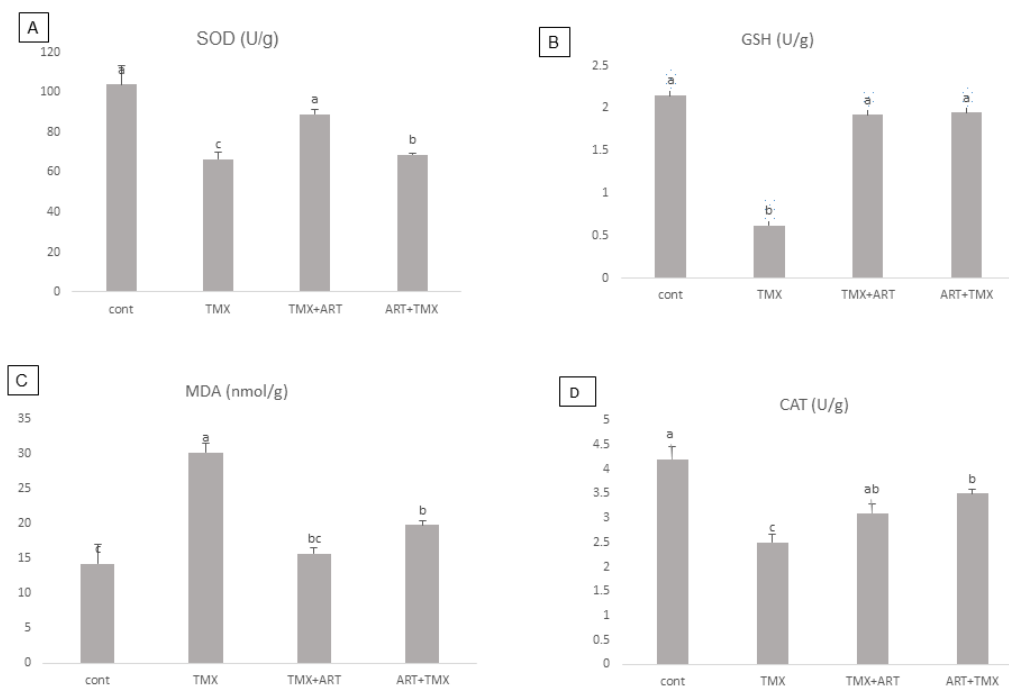 A
SOD (U/g)
120
100
80
60
40
20
0
a
c
a
b
cont
TMX
TMX+ART
ART+TMX
B
GSH (U/g)
2.5
2
1.5
1
0.5
0
a
b
a
a
cont
TMX
TMX+ART
ART+TMX
C
MDA (nmol/g)
35
30
25
20
15
10
5
0
c
a
bc
b
cont
TMX
TMX+ART
ART+TMX
D
CAT (U/g)
5
4.5
4
3.5
3
2.5
2
1.5
1
0.5
0
a
c
ab
b
cont
TMX
TMX+ART
ART+TMX